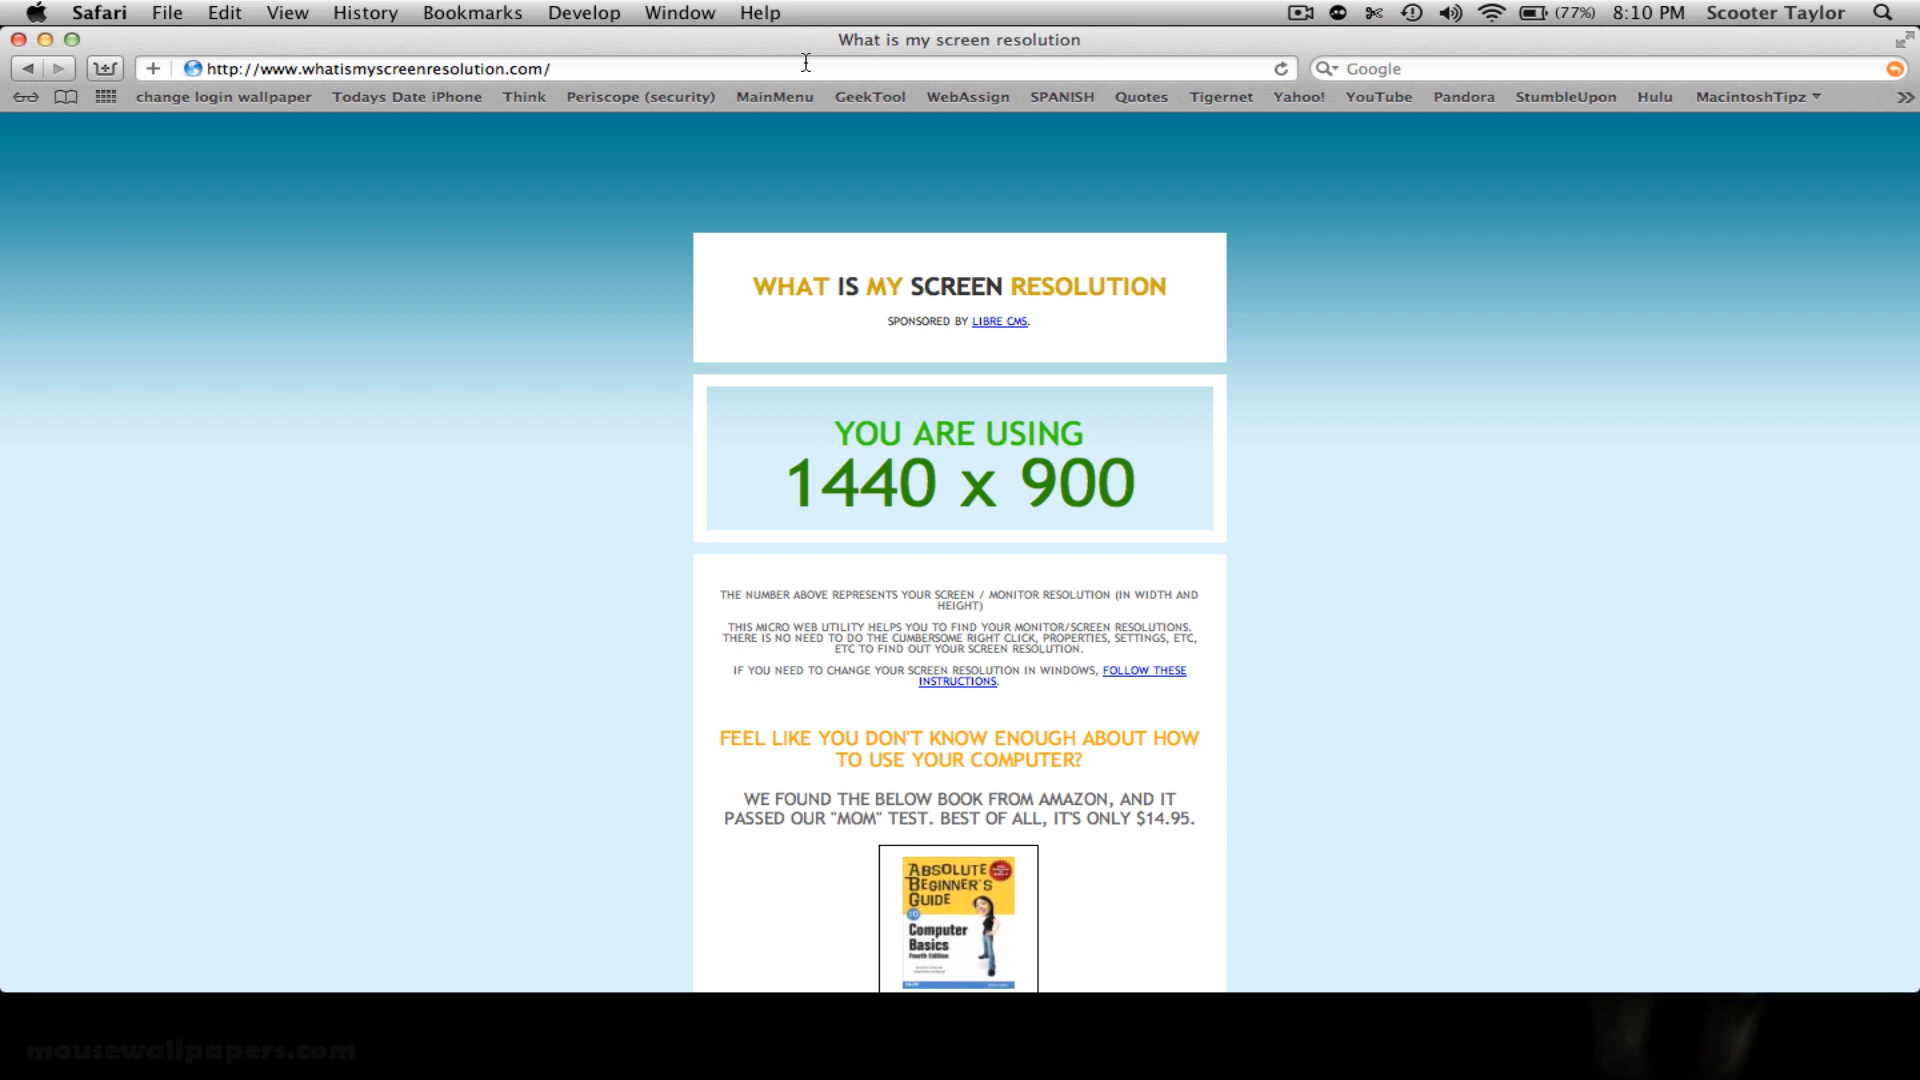 Safari File Edit View History Bookmarks Develop Window Help (77%) 8:10 PM Scooter Taylor
What is my screen resolution
http://www.whatismyscreenresolution.com/ Google
change login wallpaper Todays Date iPhone Think Periscope (security) MainMenu GeekTool WebAssign SPANISH Quotes Tigernet Yahoo! YouTube Pandora StumbleUpon Hulu MacintoshTipz
WHAT IS MY SCREEN RESOLUTION
SPONSORED BY LIBRE CMS.
YOU ARE USING
1440 x 900
THE NUMBER ABOVE REPRESENTS YOUR SCREEN / MONITOR RESOLUTION (IN WIDTH AND
HEIGHT)
THIS MICRO WEB UTILITY HELPS YOU TO FIND YOUR MONITOR/SCREEN RESOLUTIONS.
THERE IS NO NEED TO DO THE CUMBERSOME RIGHT CLICK, PROPERTIES, SETTINGS, ETC,
ETC TO FIND OUT YOUR SCREEN RESOLUTION.
IF YOU NEED TO CHANGE YOUR SCREEN RESOLUTION IN WINDOWS, FOLLOW THESE
INSTRUCTIONS.
FEEL LIKE YOU DON'T KNOW ENOUGH ABOUT HOW
TO USE YOUR COMPUTER?
WE FOUND THE BELOW BOOK FROM AMAZON, AND IT
PASSED OUR "MOM" TEST. BEST OF ALL, IT'S ONLY $14.95.
ABSOLUTE
BEGINNER'S
GUIDE
TO
Computer
Basics
Fourth Edition
mousewallpapers.com